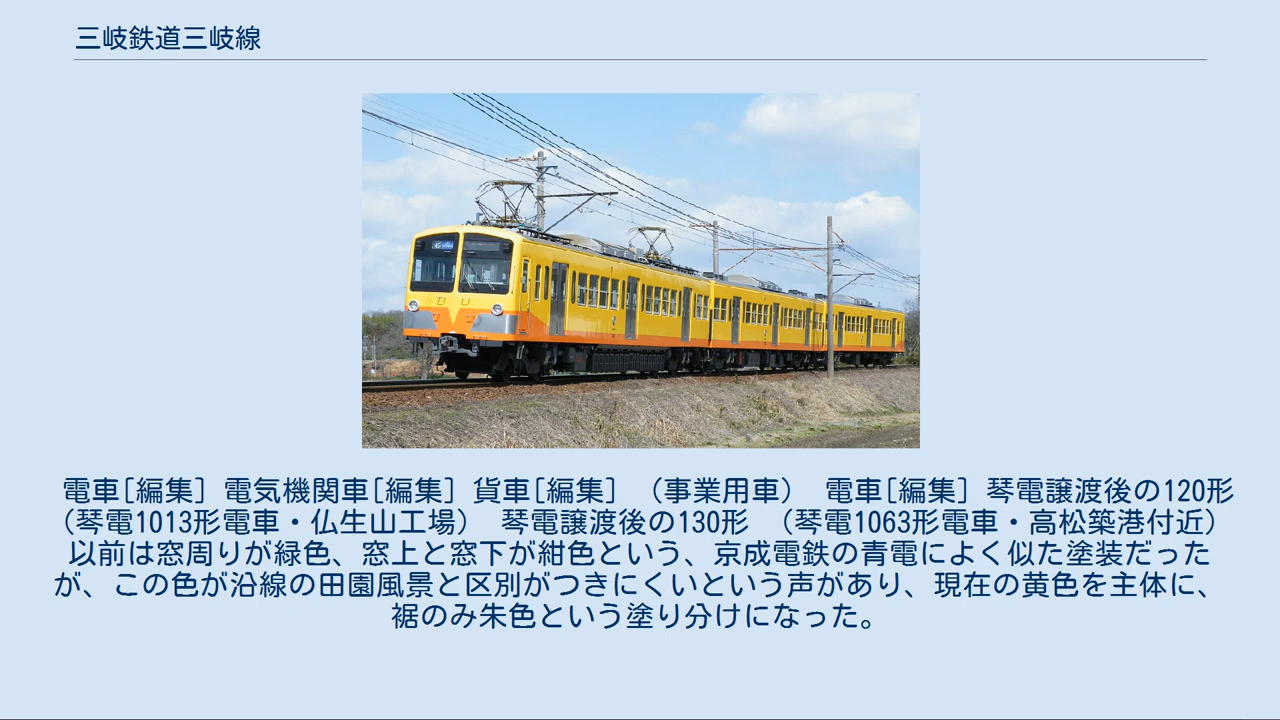 三岐鉄道三岐線
電車[編集] 電気機関車[編集] 貨車[編集] （事業用車） 電車[編集] 琴電譲渡後の120形
（琴電1013形電車・仏生山工場） 琴電譲渡後の130形 （琴電1063形電車・高松築港付近）
以前は窓周りが緑色、窓上と窓下が紺色という、京成電鉄の青電によく似た塗装だった
が、この色が沿線の田園風景と区別がつきにくいという声があり、現在の黄色を主体に、
裾のみ朱色という塗り分けになった。